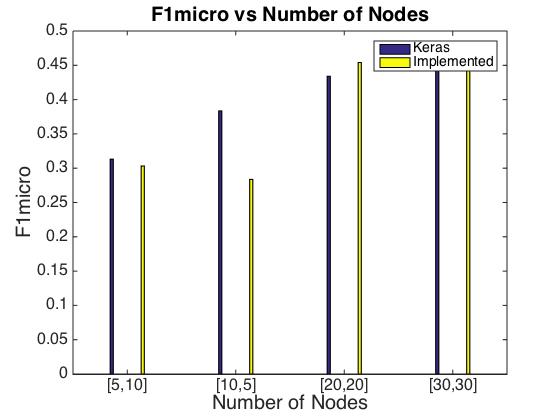 F1micro vs Number of Nodes
Keras
Implemented
0.5
0.45
0.4
0.35
0.3
0.25
0.2
0.15
0.1
0.05
0
F1micro
[5,10] [10,5] [20,20] [30,30]
Number of Nodes